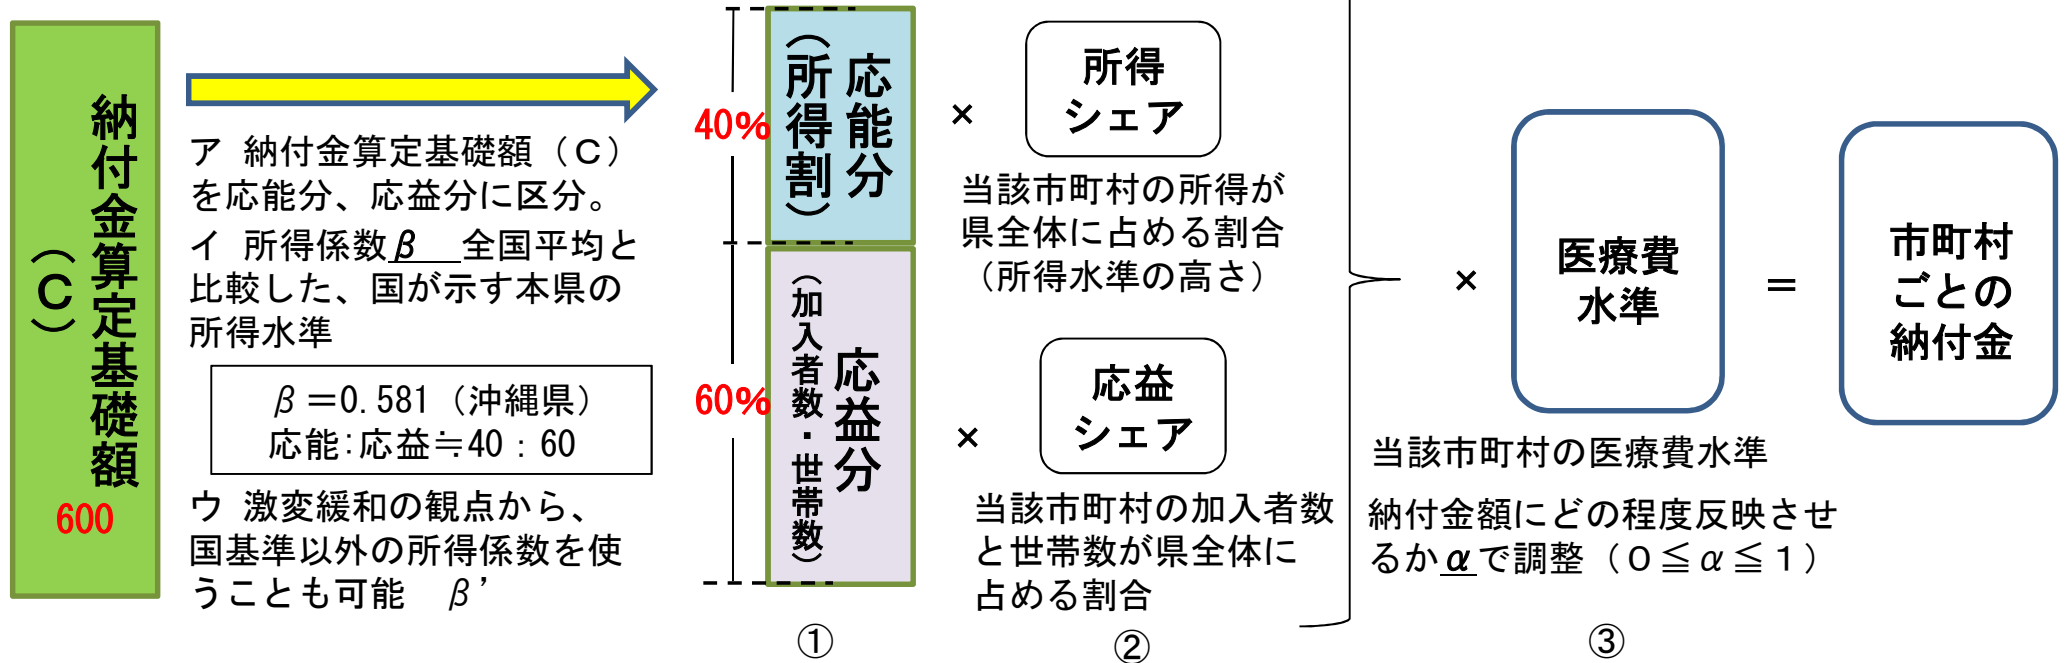 納付金算定基礎額
（Ｃ）
600
ア 納付金算定基礎額（Ｃ）
を応能分、応益分に区分。
イ 所得係数β　全国平均と
比較した、国が示す本県の
所得水準
β＝0.581（沖縄県）
応能：応益≒40：60
ウ 激変緩和の観点から、
国基準以外の所得係数を使
うことも可能　β’
40%
応能分
（所得割）
60%
応益分
（加入者数・世帯数）
①
×
所得
シェア
当該市町村の所得が
県全体に占める割合
（所得水準の高さ）
×
応益
シェア
当該市町村の加入者数
と世帯数が県全体に
占める割合
②
×
医療費
水準
当該市町村の医療費水準
納付金額にどの程度反映させ
るかαで調整（０≦α≦１）
③
＝
市町村
ごとの
納付金